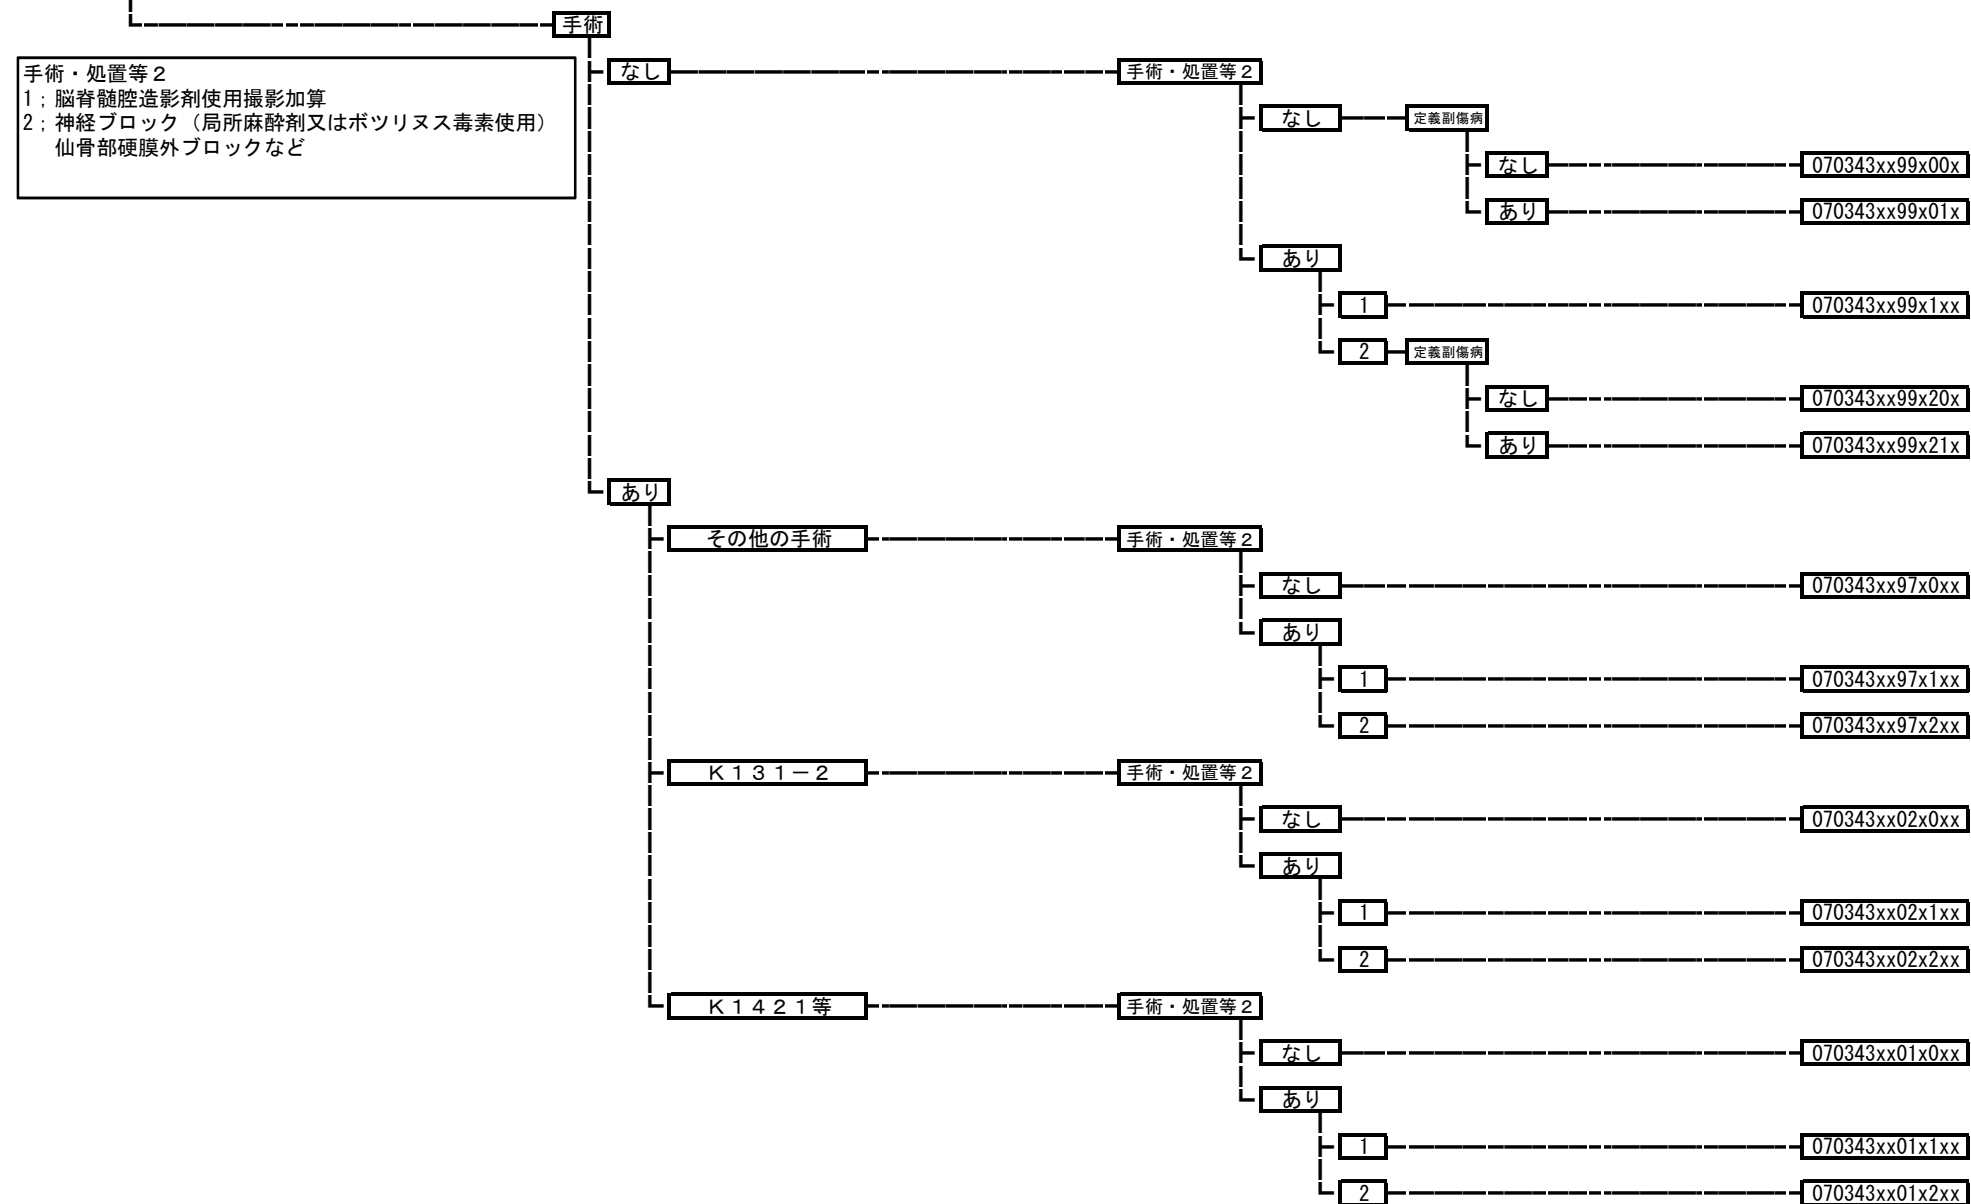 手術
手術・処置等２
1；脳脊髄腔造影剤使用撮影加算
2；神経ブロック（局所麻酔剤又はボツリヌス毒素使用）
仙骨部硬膜外ブロックなど
なし
手術・処置等２
なし
定義副傷病
なし
070343xx99x00x
あり
070343xx99x01x
あり
1
070343xx99x1xx
2
定義副傷病
なし
070343xx99x20x
あり
070343xx99x21x
あり
その他の手術
手術・処置等２
なし
070343xx97x0xx
あり
1
070343xx97x1xx
2
070343xx97x2xx
Ｋ１３１－２
手術・処置等２
なし
070343xx02x0xx
あり
1
070343xx02x1xx
2
070343xx02x2xx
Ｋ１４２１等
手術・処置等２
なし
070343xx01x0xx
あり
1
070343xx01x1xx
2
070343xx01x2xx